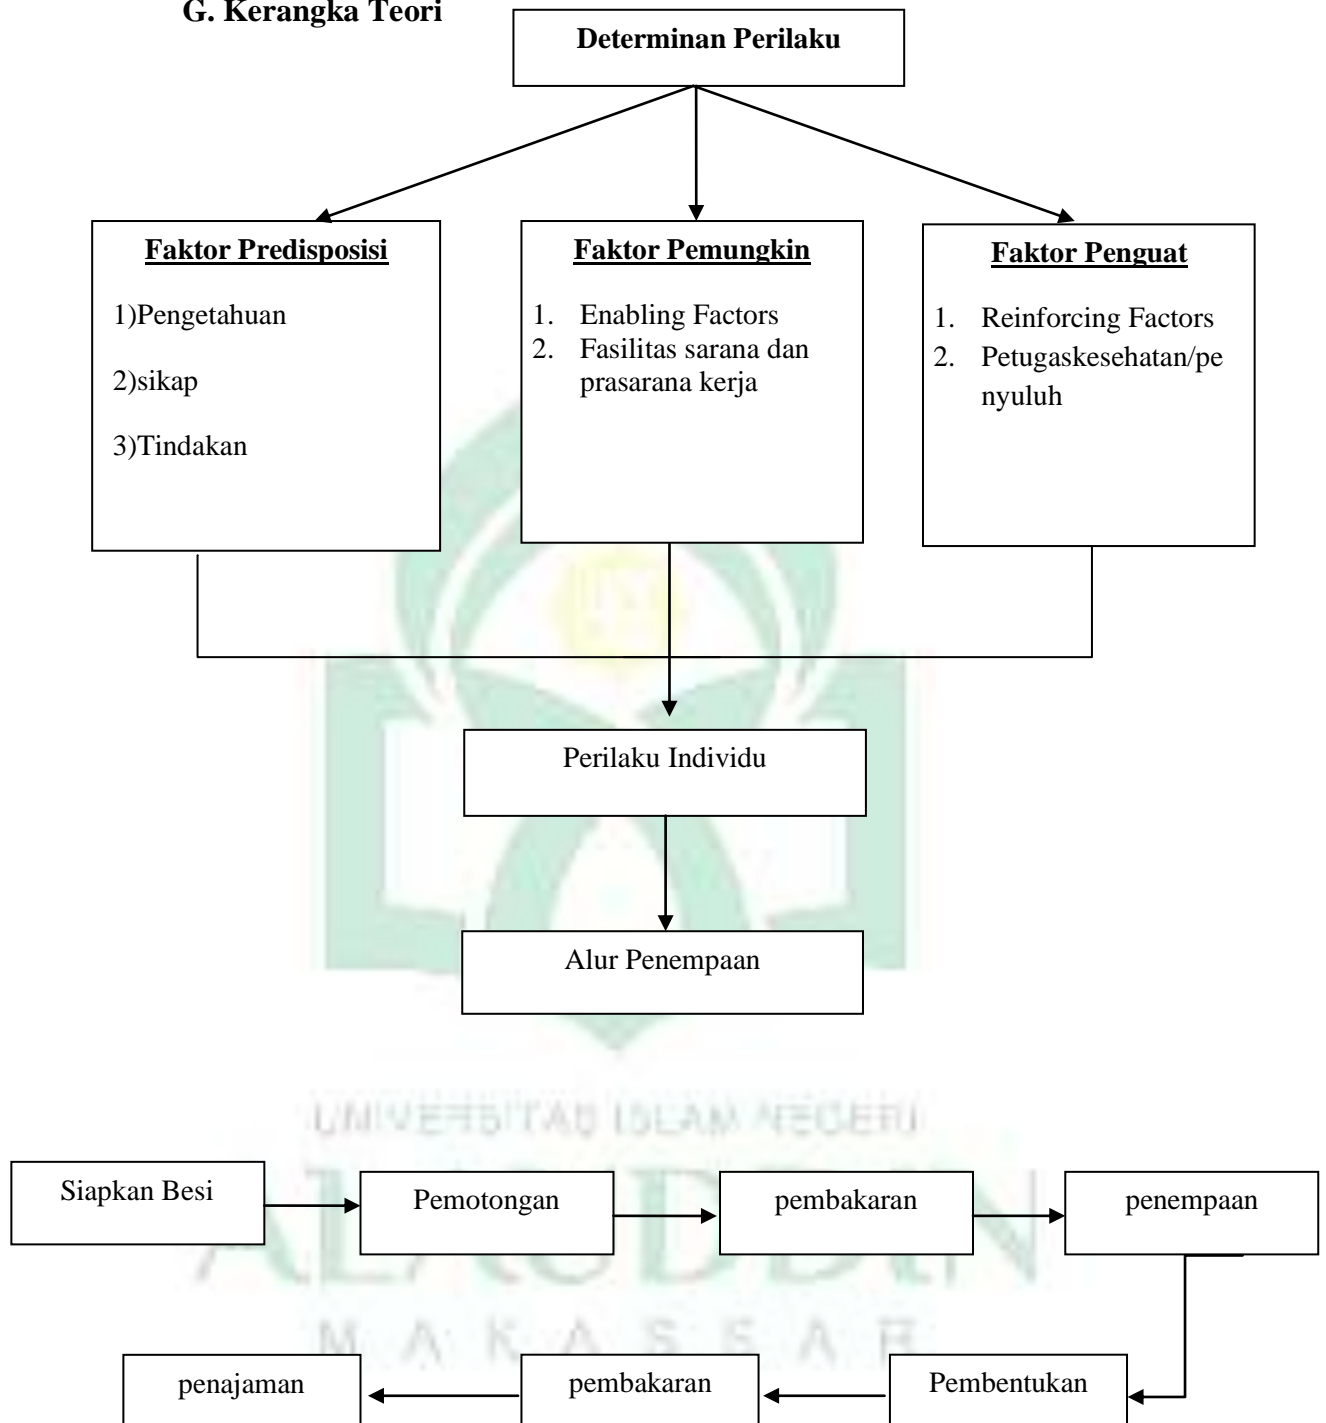 G. Kerangka Teori
Determinan Perilaku
Faktor Predisposisi
1)Pengetahuan
2)sikap
3)Tindakan
Faktor Pemungkin
1. Enabling Factors
2. Fasilitas sarana dan
prasarana kerja
Faktor Penguat
1. Reinforcing Factors
2. Petugaskesehatan/pe
nyuluh
Perilaku Individu
Alur Penempaan
UNIVERSITAS ISLAM NEGERI
ALAUDDIN
MAKASSAR
Siapkan Besi
Pemotongan
pembakaran
penempaan
Pembentukan
pembakaran
penajaman